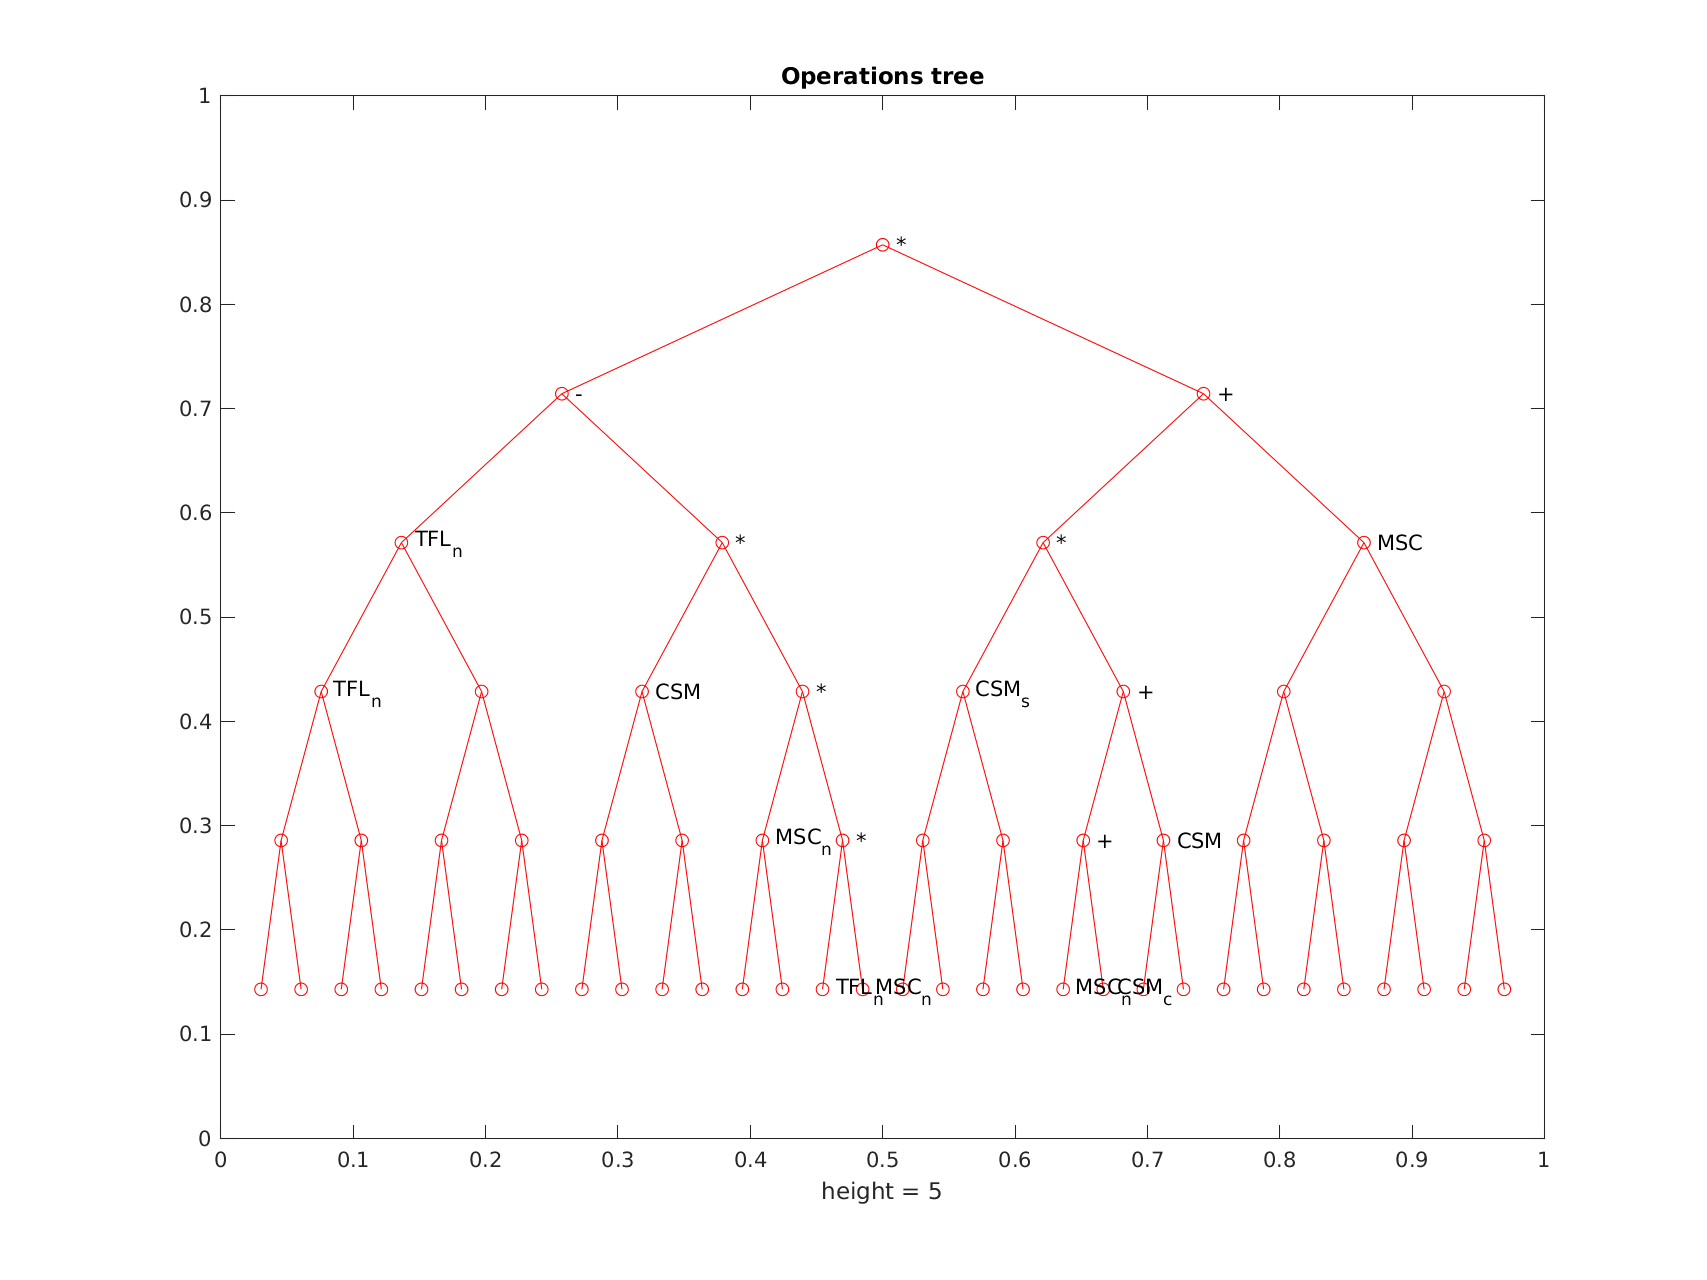 Operations tree
1
*
0.9
0.8
- +
0.7
0.6
TFL_n * * MSC
0.5
TFL_n CSM * CSM_s +
0.4
0.3
MSC_n * + CSM
0.2
TFL_n MSC_n MSC_n CSM_c
0.1
0
0 0.1 0.2 0.3 0.4 0.5 0.6 0.7 0.8 0.9 1
height = 5